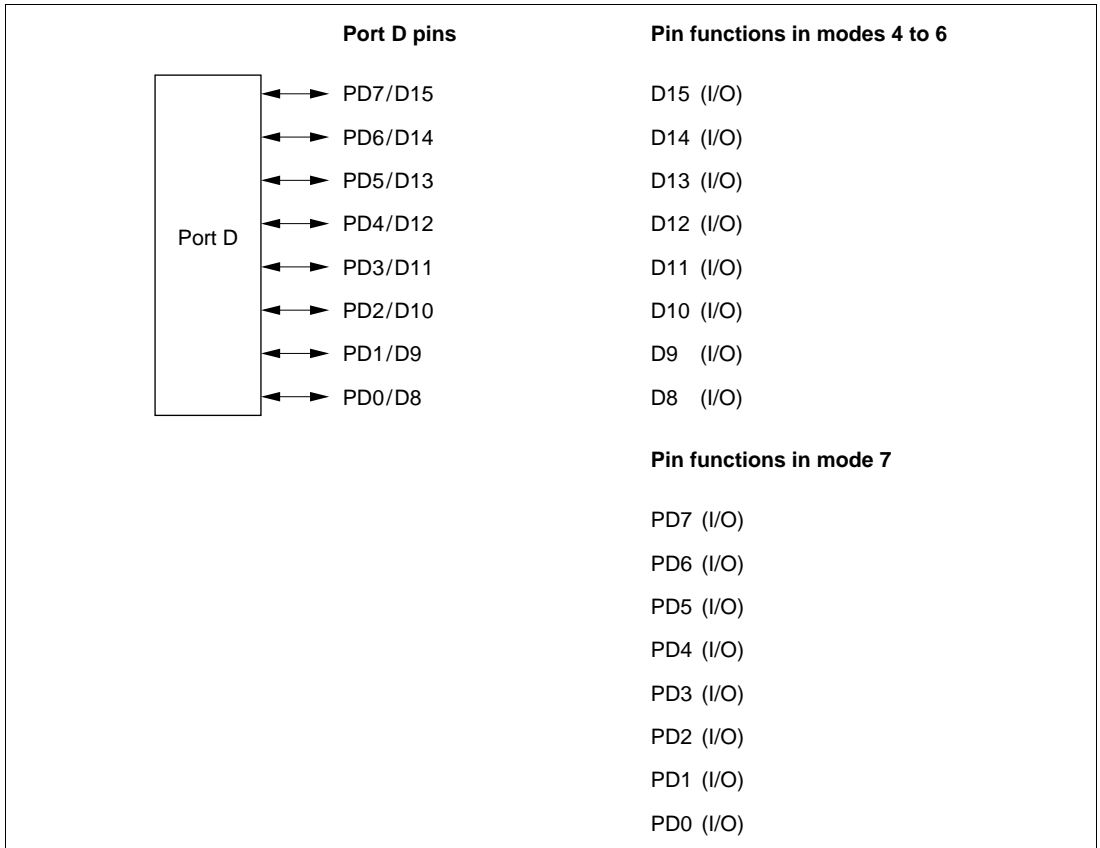 Port D pins Pin functions in modes 4 to 6
PD7/D15 D15 (I/O)
PD6/D14 D14 (I/O)
PD5/D13 D13 (I/O)
PD4/D12 D12 (I/O)
Port D
PD3/D11 D11 (I/O)
PD2/D10 D10 (I/O)
PD1/D9 D9 (I/O)
PD0/D8 D8 (I/O)
Pin functions in mode 7
PD7 (I/O)
PD6 (I/O)
PD5 (I/O)
PD4 (I/O)
PD3 (I/O)
PD2 (I/O)
PD1 (I/O)
PD0 (I/O)